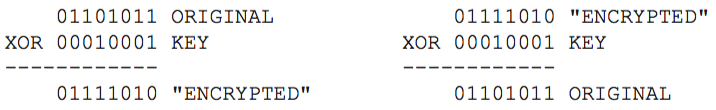 01101011 ORIGINAL 01111010 "ENCRYPTED"
XOR 00010001 KEY XOR 00010001 KEY
------------ ------------
01111010 "ENCRYPTED" 01101011 ORIGINAL